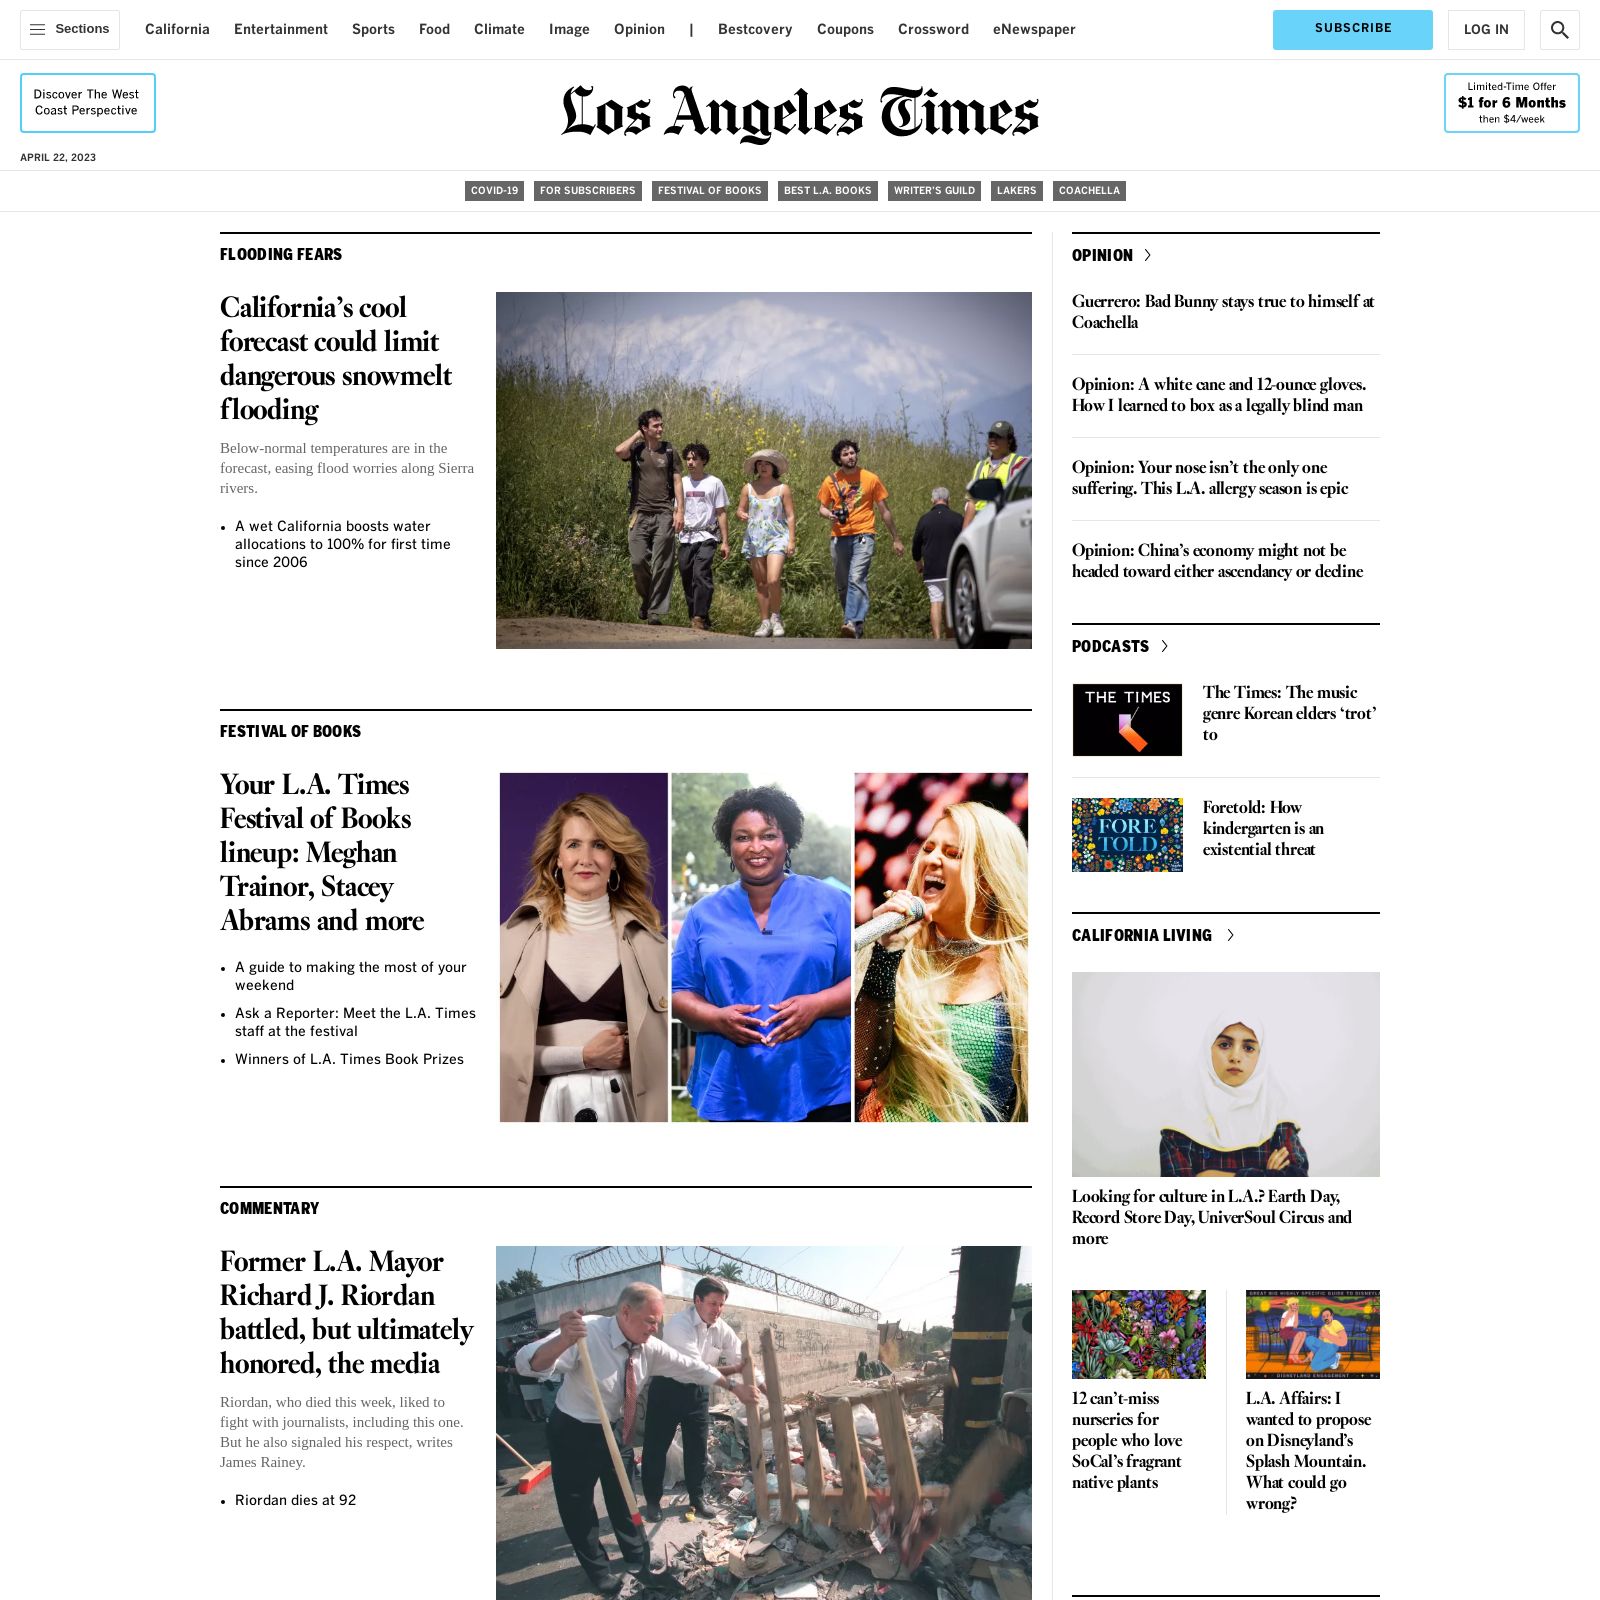 Sections
California Entertainment Sports Food Climate Image Opinion | Bestcovery Coupons Crossword eNewspaper
SUBSCRIBE
LOG IN
Discover The West
Coast Perspective
Los Angeles Times
Limited-Time Offer
$1 for 6 Months
then $4/week
APRIL 22, 2023
COVID-19 FOR SUBSCRIBERS FESTIVAL OF BOOKS BEST L.A. BOOKS WRITER'S GUILD LAKERS COACHELLA
FLOODING FEARS
California's cool
forecast could limit
dangerous snowmelt
flooding
Below-normal temperatures are in the
forecast, easing flood worries along Sierra
rivers.
• A wet California boosts water
allocations to 100% for first time
since 2006
FESTIVAL OF BOOKS
Your L.A. Times
Festival of Books
lineup: Meghan
Trainor, Stacey
Abrams and more
• A guide to making the most of your
weekend
• Ask a Reporter: Meet the L.A. Times
staff at the festival
• Winners of L.A. Times Book Prizes
COMMENTARY
Former L.A. Mayor
Richard J. Riordan
battled, but ultimately
honored, the media
Riordan, who died this week, liked to
fight with journalists, including this one.
But he also signaled his respect, writes
James Rainey.
• Riordan dies at 92
OPINION
Guerrero: Bad Bunny stays true to himself at
Coachella
Opinion: A white cane and 12-ounce gloves.
How I learned to box as a legally blind man
Opinion: Your nose isn't the only one
suffering. This L.A. allergy season is epic
Opinion: China's economy might not be
headed toward either ascendancy or decline
PODCASTS
THE TIMES
The Times: The music
genre Korean elders ‘trot’
to
FORE
TOLD
Foretold: How
kindergarten is an
existential threat
CALIFORNIA LIVING
Looking for culture in L.A.? Earth Day,
Record Store Day, UniverSoul Circus and
more
12 can't-miss
nurseries for
people who love
SoCal's fragrant
native plants
GREAT BIG HIGHLY SPECIFIC GUIDE TO DISNEYLA
DISNEYLAND ENGAGEMENT
L.A. Affairs: I
wanted to propose
on Disneyland's
Splash Mountain.
What could go
wrong?